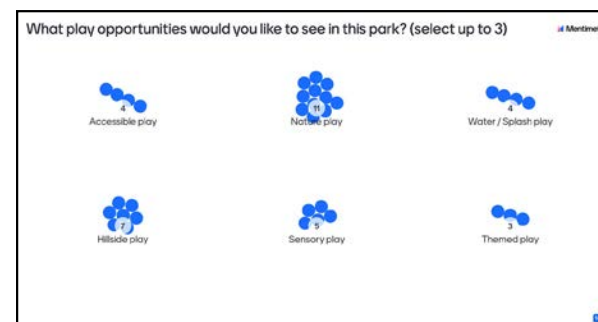 What play opportunities would you like to see in this park? (select up to 3)
Mentime
4
11
4
Accessible play
Nature play
Water / Splash play
7
5
3
Hillside play
Sensory play
Themed play